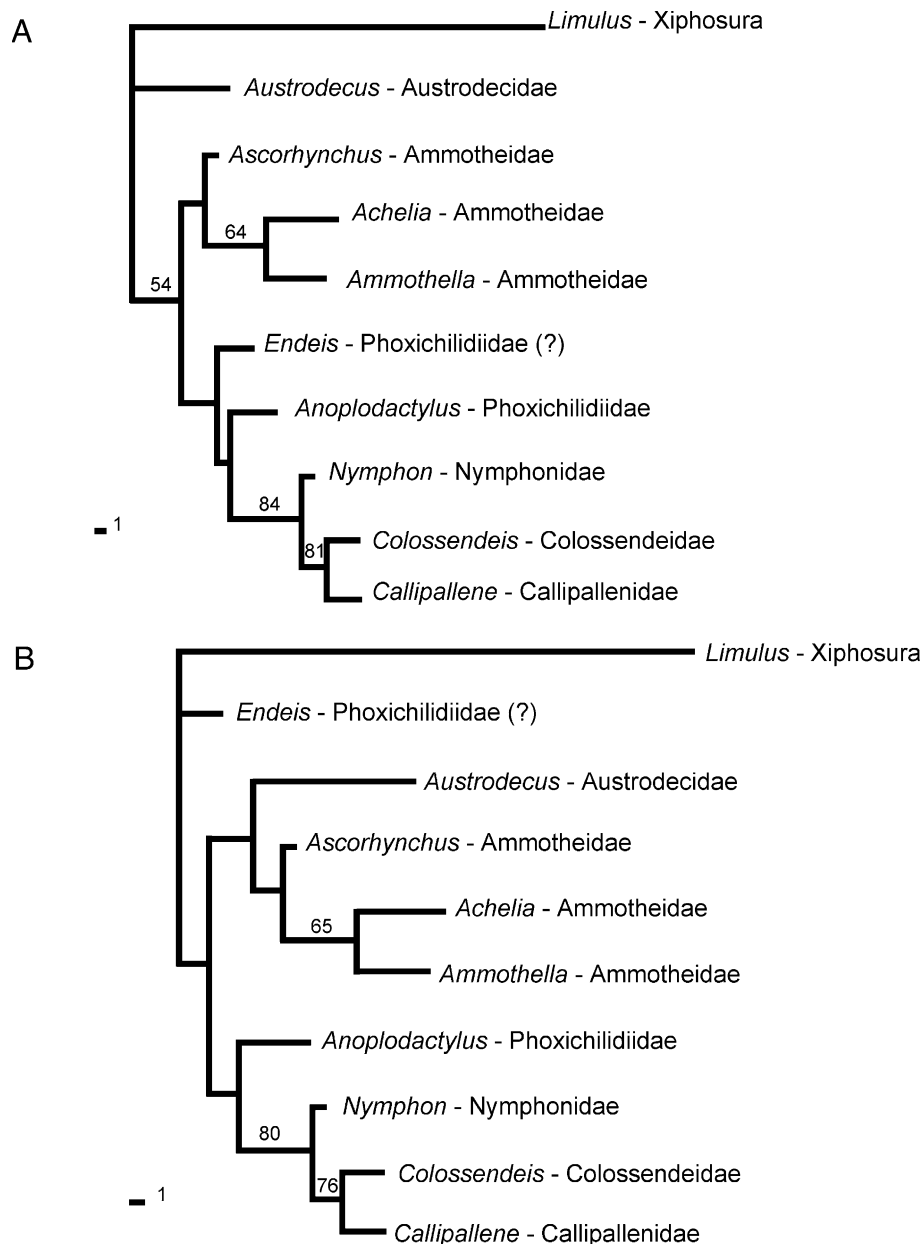 A
Limulus - Xiphosura
Austrodecus - Austrodecidae
Ascorhynchus - Ammotheidae
Achelia - Ammotheidae
64
Ammothella - Ammotheidae
54
Endeis - Phoxichilidiidae (?)
Anoplodactylus - Phoxichilidiidae
Nymphon - Nymphonidae
84
1
Colossendeis - Colossendeidae
81
Callipallene - Callipallenidae
B
Limulus - Xiphosura
Endeis - Phoxichilidiidae (?)
Austrodecus - Austrodecidae
Ascorhynchus - Ammotheidae
Achelia - Ammotheidae
65
Ammothella - Ammotheidae
Anoplodactylus - Phoxichilidiidae
Nymphon - Nymphonidae
80
Colossendeis - Colossendeidae
76
1
Callipallene - Callipallenidae